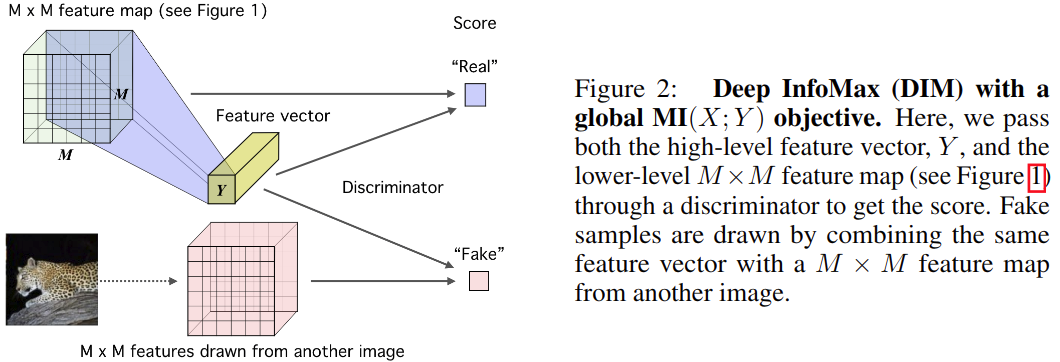 M x M feature map (see Figure 1)
Score
"Real"
M
M
Feature vector
Y
Discriminator
"Fake"
M x M features drawn from another image
Figure 2: Deep InfoMax (DIM) with a
global MI(X; Y) objective. Here, we pass
both the high-level feature vector, Y, and the
lower-level M × M feature map (see Figure 1)
through a discriminator to get the score. Fake
samples are drawn by combining the same
feature vector with a M × M feature map
from another image.